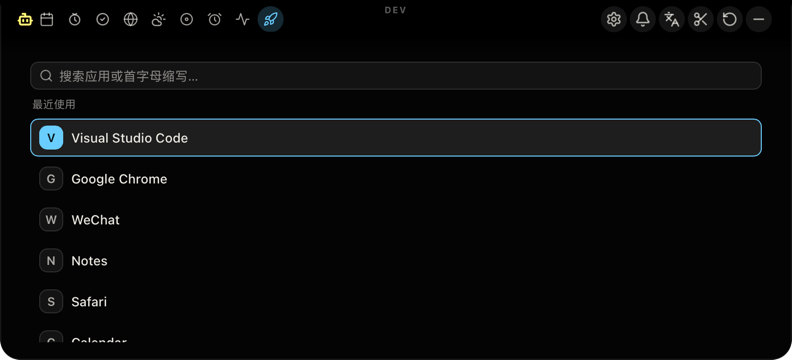 DEV
搜索应用或首字母缩写...
最近使用
V Visual Studio Code
G Google Chrome
W WeChat
N Notes
S Safari
C Calendar